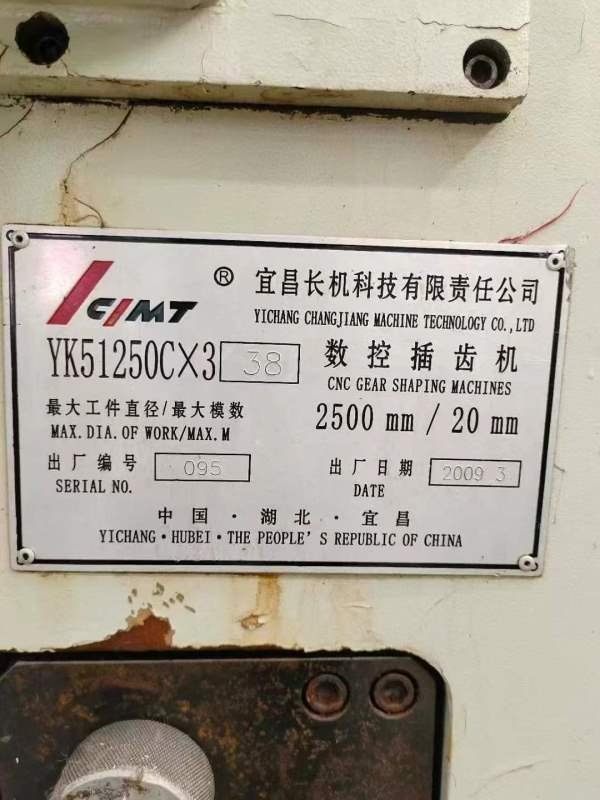 YCMT ® 宜昌长机科技有限责任公司
YICHANG CHANGJIANG MACHINE TECHNOLOGY CO.,LTD
YK51250C×3 38 数控插齿机
CNC GEAR SHAPING MACHINES
最大工件直径/最大模数 2500 mm / 20 mm
MAX. DIA. OF WORK/MAX. M
出厂编号 095 出厂日期 2009 3
SERIAL NO. DATE
中国·湖北·宜昌
YICHANG·HUBEI·THE PEOPLE'S REPUBLIC OF CHINA